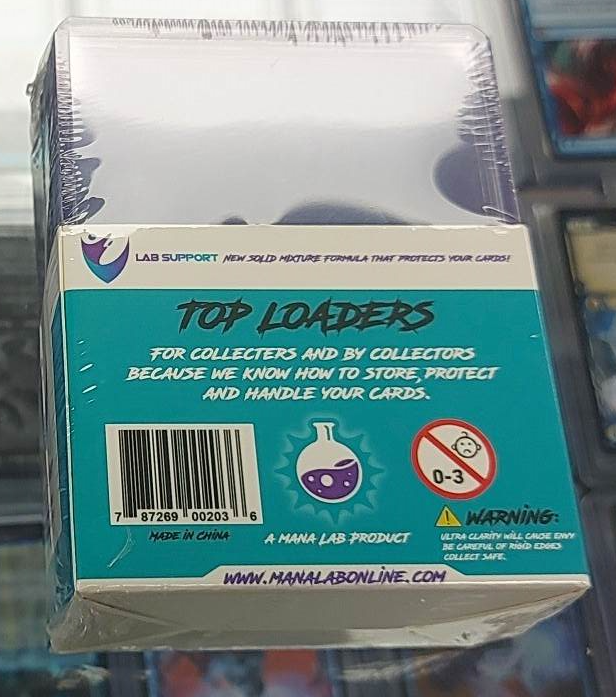 LAB SUPPORT NEW SOLID MIXTURE FORMULA THAT PROTECTS YOUR CARDS!
TOP LOADERS
FOR COLLECTERS AND BY COLLECTORS
BECAUSE WE KNOW HOW TO STORE, PROTECT
AND HANDLE YOUR CARDS.
0-3
7 87269 00203 6
MADE IN CHINA
A MANA LAB PRODUCT
WARNING:
ULTRA CLARITY WILL CAUSE ENVY
BE CAREFUL OF RIGID EDGES
COLLECT SAFE.
WWW.MANALABONLINE.COM